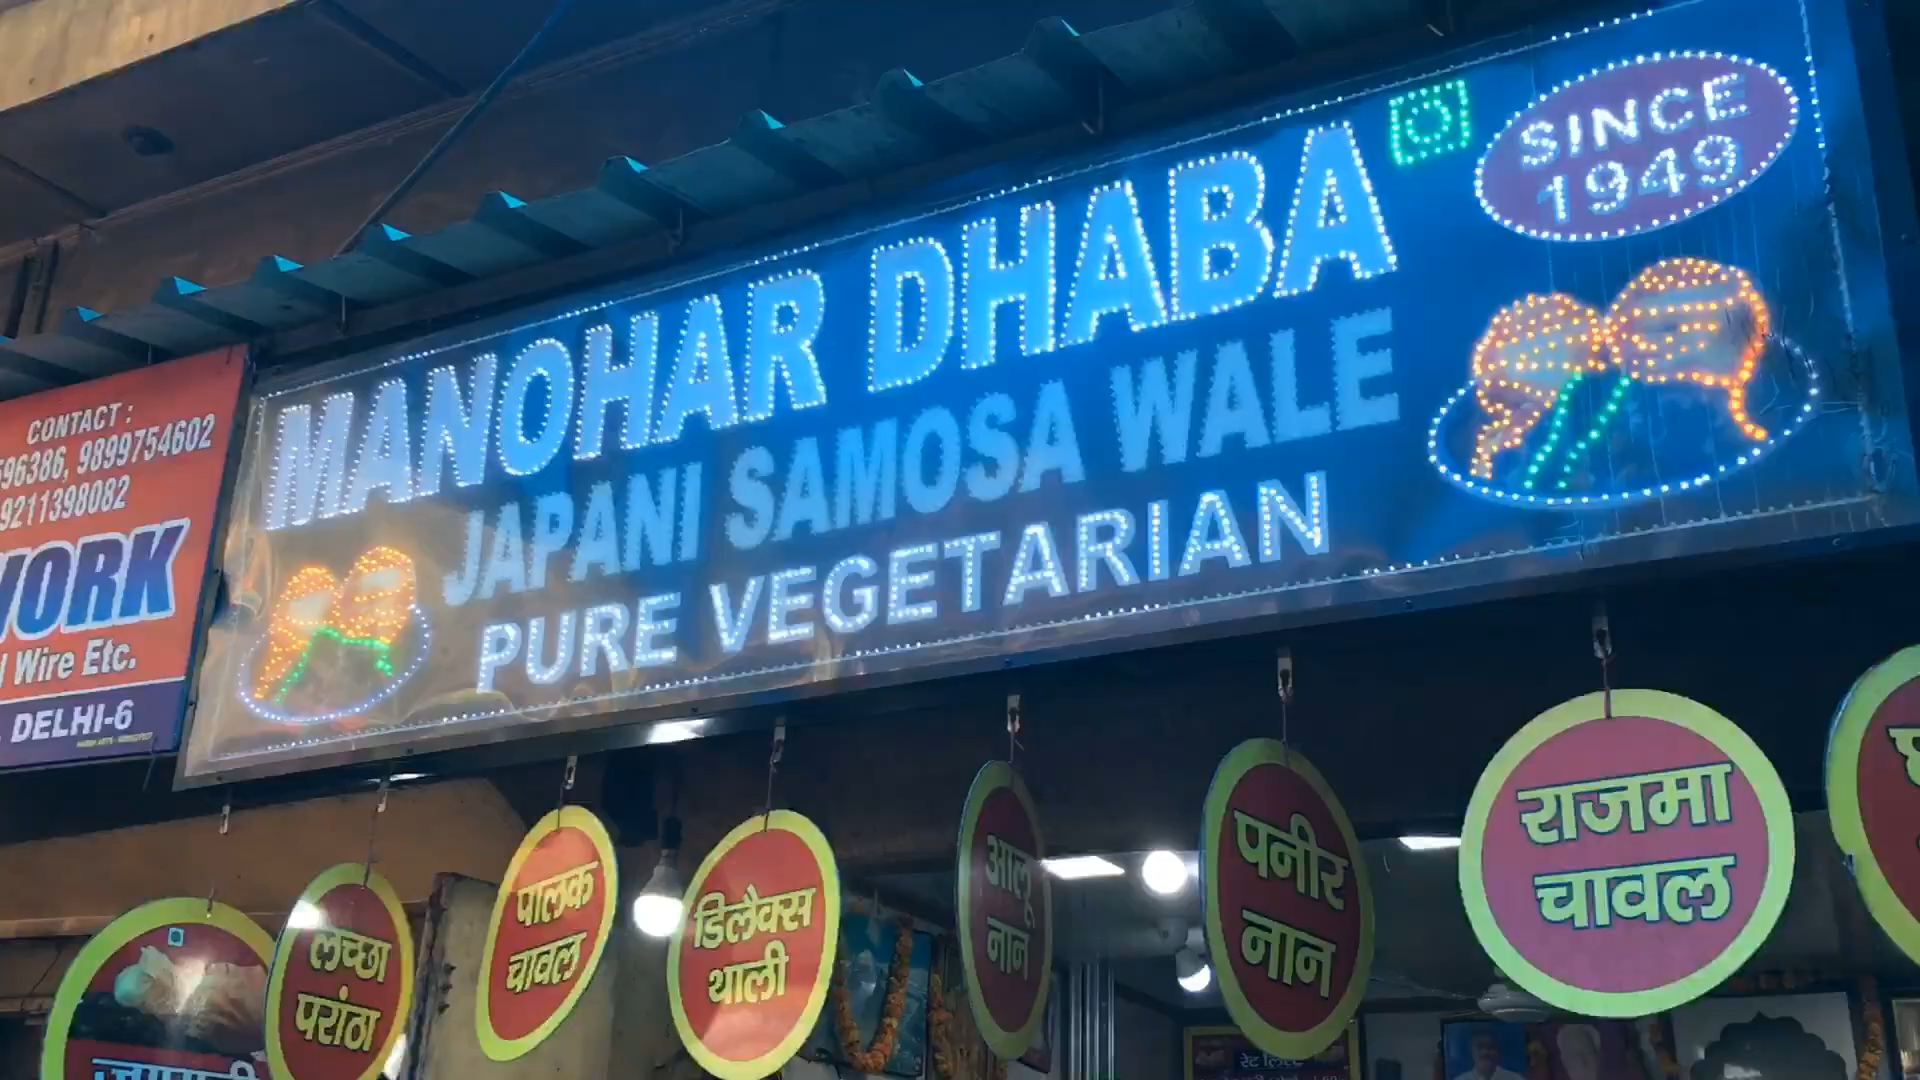 CONTACT :
596386, 9899754602
9211398082
WORK
Wire Etc.
DELHI-6
MANOHAR DHABA
JAPANI SAMOSA WALE
PURE VEGETARIAN
SINCE
1949
लच्छा
परांठा
पालक
चावल
डिलैक्स
थाली
आलू
नान
पनीर
नान
राजमा
चावल
रेट लिस्ट